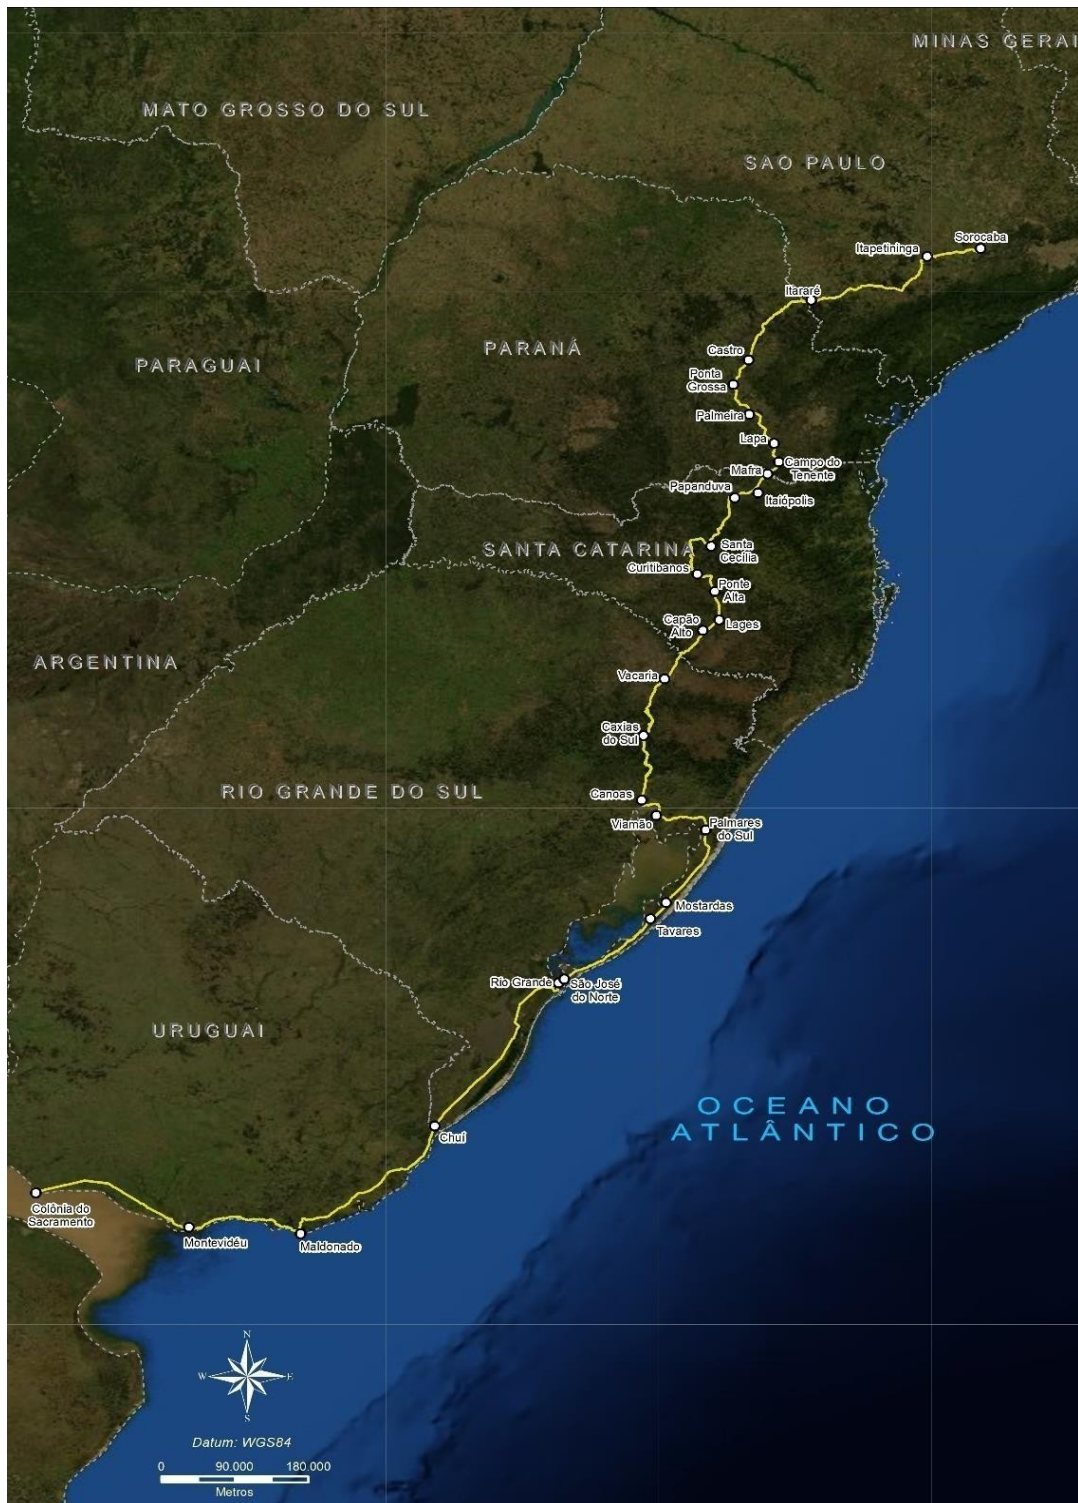 MINAS GERAI
MATO GROSSO DO SUL
SAO PAULO
Sorocaba
Itapetininga
Itararé
PARANÁ
Castro
PARAGUAI
Ponta
Grossa
Palmeira
Lapa
Campo do
Tenente
Mafra
Papanduva
Itaiópolis
SANTA CATARINA
Santa
Cecília
Curitibanos
Ponte
Alta
Capão
Alto
Lages
ARGENTINA
Vacaria
Caxias
do Sul
RIO GRANDE DO SUL
Canoas
Viamão
Palmares
do Sul
Mostardas
Tavares
Rio Grande
São José
do Norte
URUGUAI
OCEANO
ATLÂNTICO
Chuí
Colônia do
Sacramento
Montevidéu
Maldonado
N
W
E
S
Datum: WGS84
0 90.000 180.000
Metros